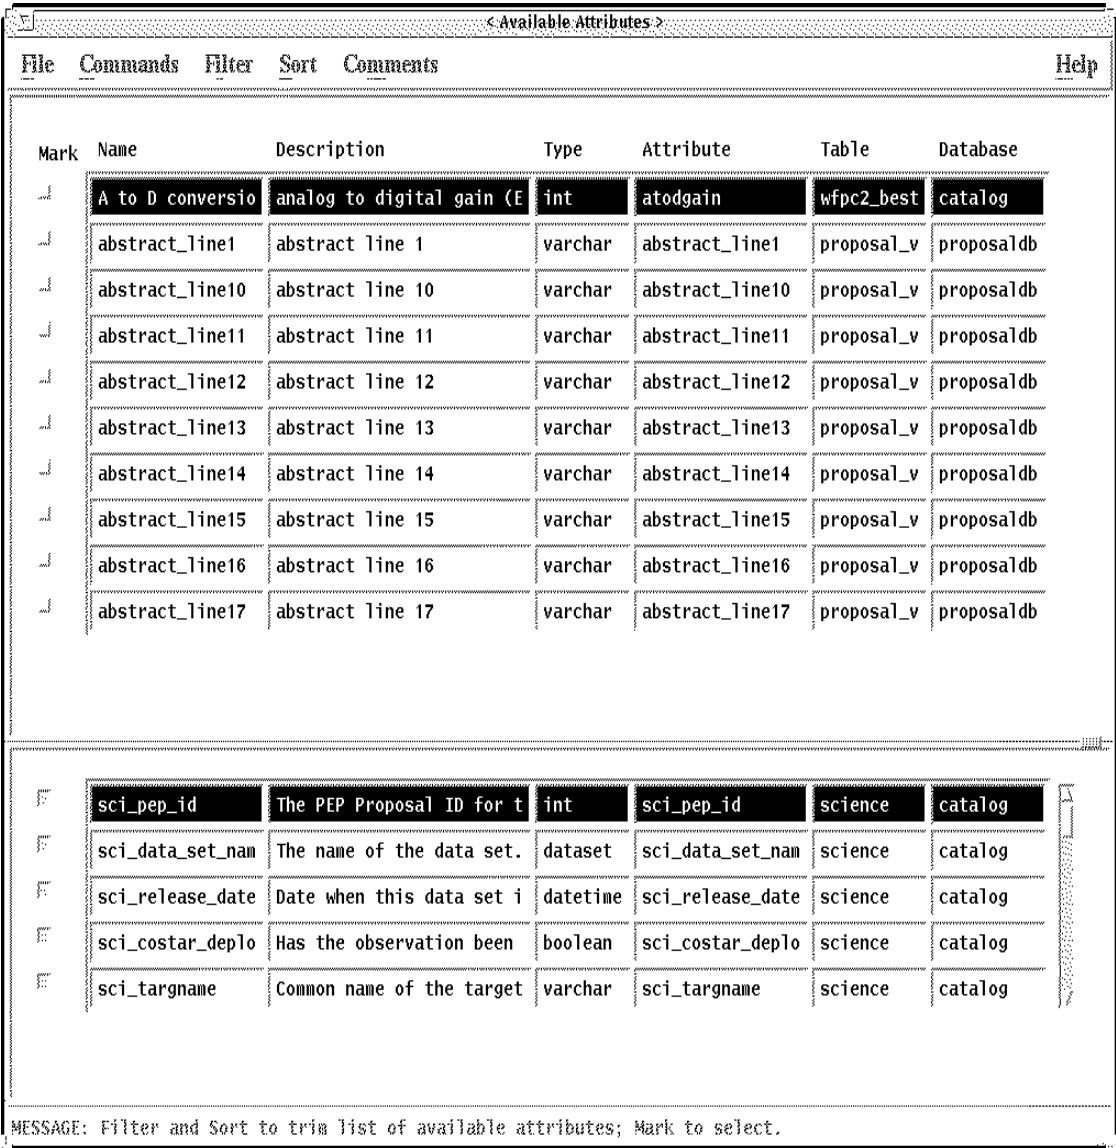 < Available Attributes >
File Commands Filter Sort Comments Help
Mark Name Description Type Attribute Table Database
A to D conversio analog to digital gain (E int atodgain wfpc2_best catalog
abstract_line1 abstract line 1 varchar abstract_line1 proposal_v proposaldb
abstract_line10 abstract line 10 varchar abstract_line10 proposal_v proposaldb
abstract_line11 abstract line 11 varchar abstract_line11 proposal_v proposaldb
abstract_line12 abstract line 12 varchar abstract_line12 proposal_v proposaldb
abstract_line13 abstract line 13 varchar abstract_line13 proposal_v proposaldb
abstract_line14 abstract line 14 varchar abstract_line14 proposal_v proposaldb
abstract_line15 abstract line 15 varchar abstract_line15 proposal_v proposaldb
abstract_line16 abstract line 16 varchar abstract_line16 proposal_v proposaldb
abstract_line17 abstract line 17 varchar abstract_line17 proposal_v proposaldb
sci_pep_id The PEP Proposal ID for t int sci_pep_id science catalog
sci_data_set_nam The name of the data set. dataset sci_data_set_nam science catalog
sci_release_date Date when this data set i datetime sci_release_date science catalog
sci_costar_deplo Has the observation been boolean sci_costar_deplo science catalog
sci_targname Common name of the target varchar sci_targname science catalog
MESSAGE: Filter and Sort to trim list of available attributes; Mark to select.